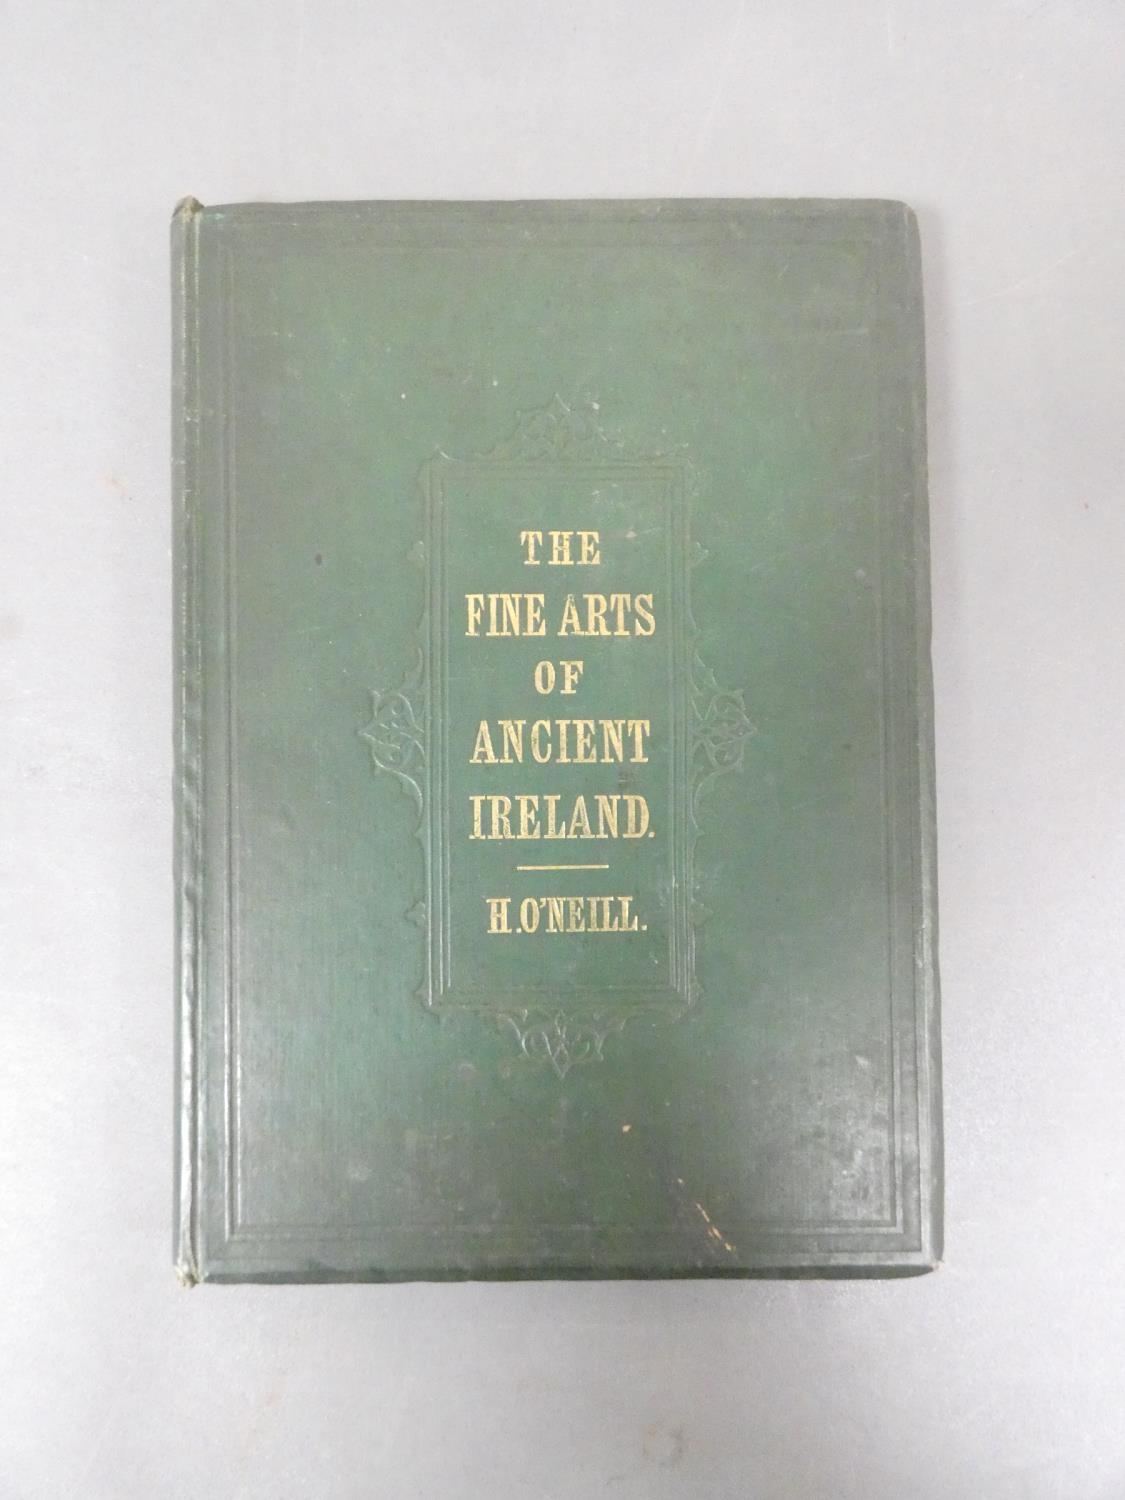 THE
FINE ARTS
OF
ANCIENT
IRELAND.
H. O'NEILL.